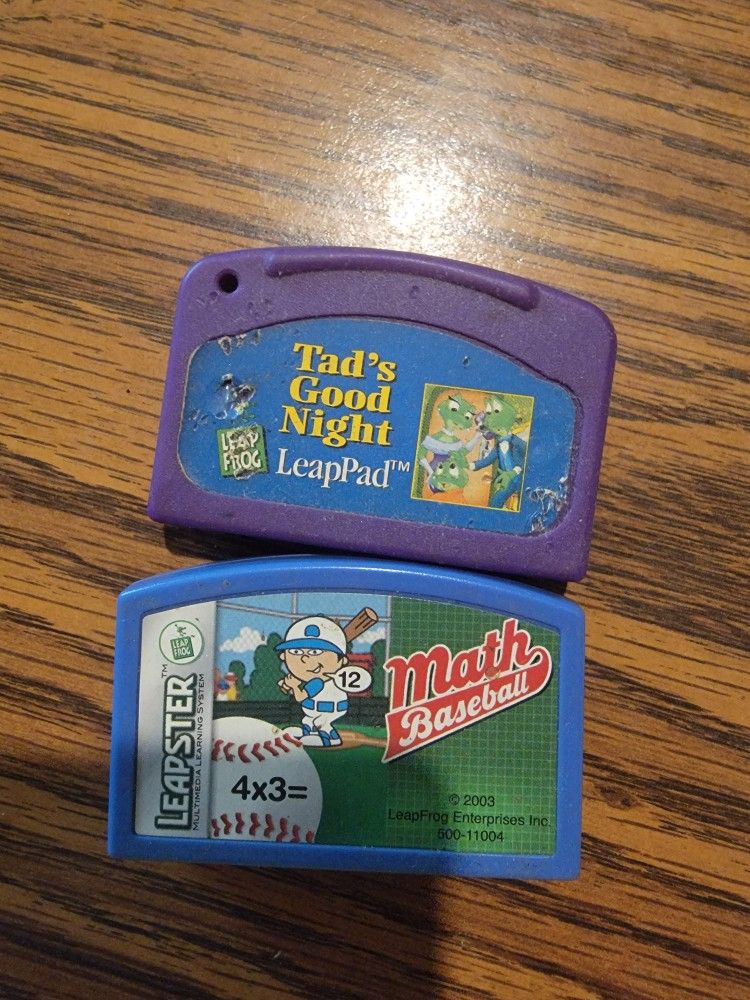 Tad's
Good
Night
LEAP
FROG
LeapPad™
LEAP
FROG
LEAPSTER™
MULTIMEDIA LEARNING SYSTEM
12
Math
Baseball
4x3=
© 2003
LeapFrog Enterprises Inc.
500-11004